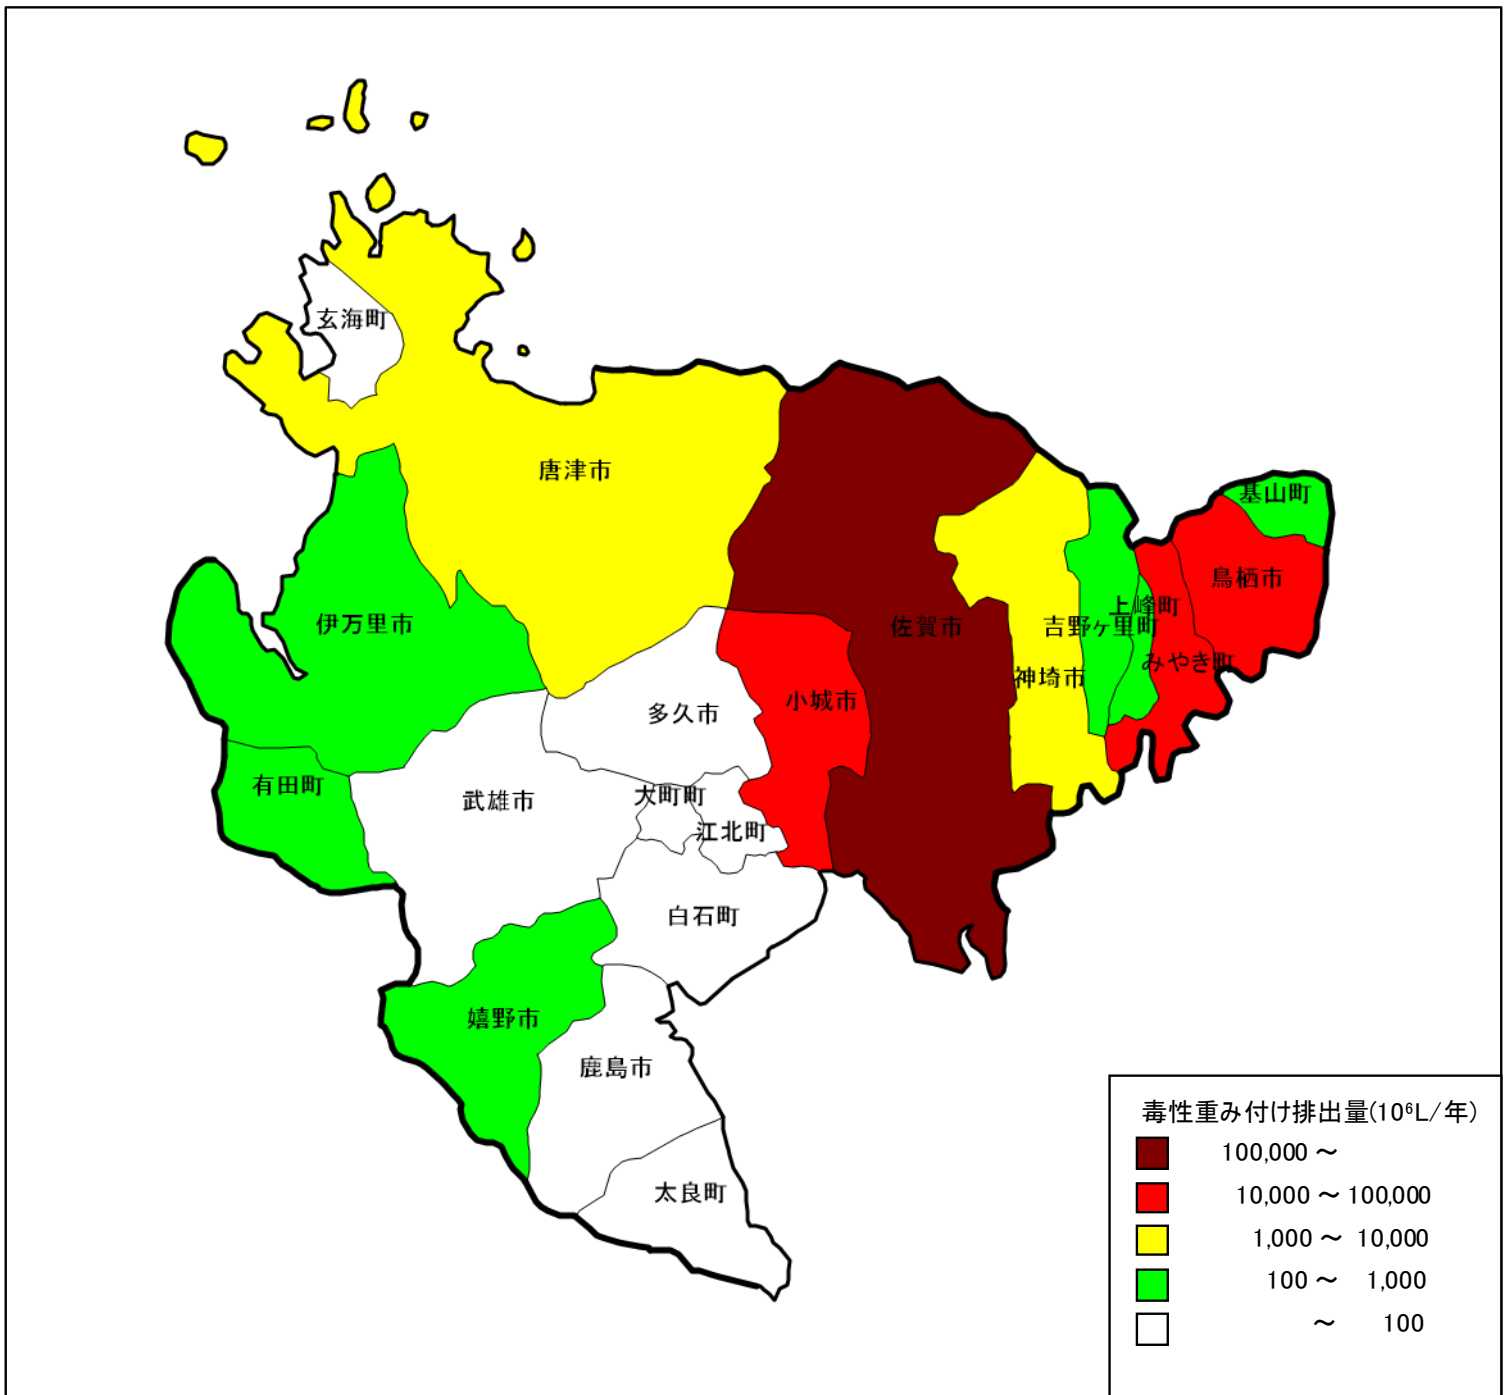 玄海町
唐津市
基山町
鳥栖市
上峰町
伊万里市
佐賀市
吉野ヶ里町
みやき町
神埼市
小城市
多久市
有田町
武雄市
大町町
江北町
白石町
嬉野市
鹿島市
太良町
毒性重み付け排出量(10⁶L/年)
100,000～
10,000～100,000
1,000～ 10,000
100～ 1,000
～ 100